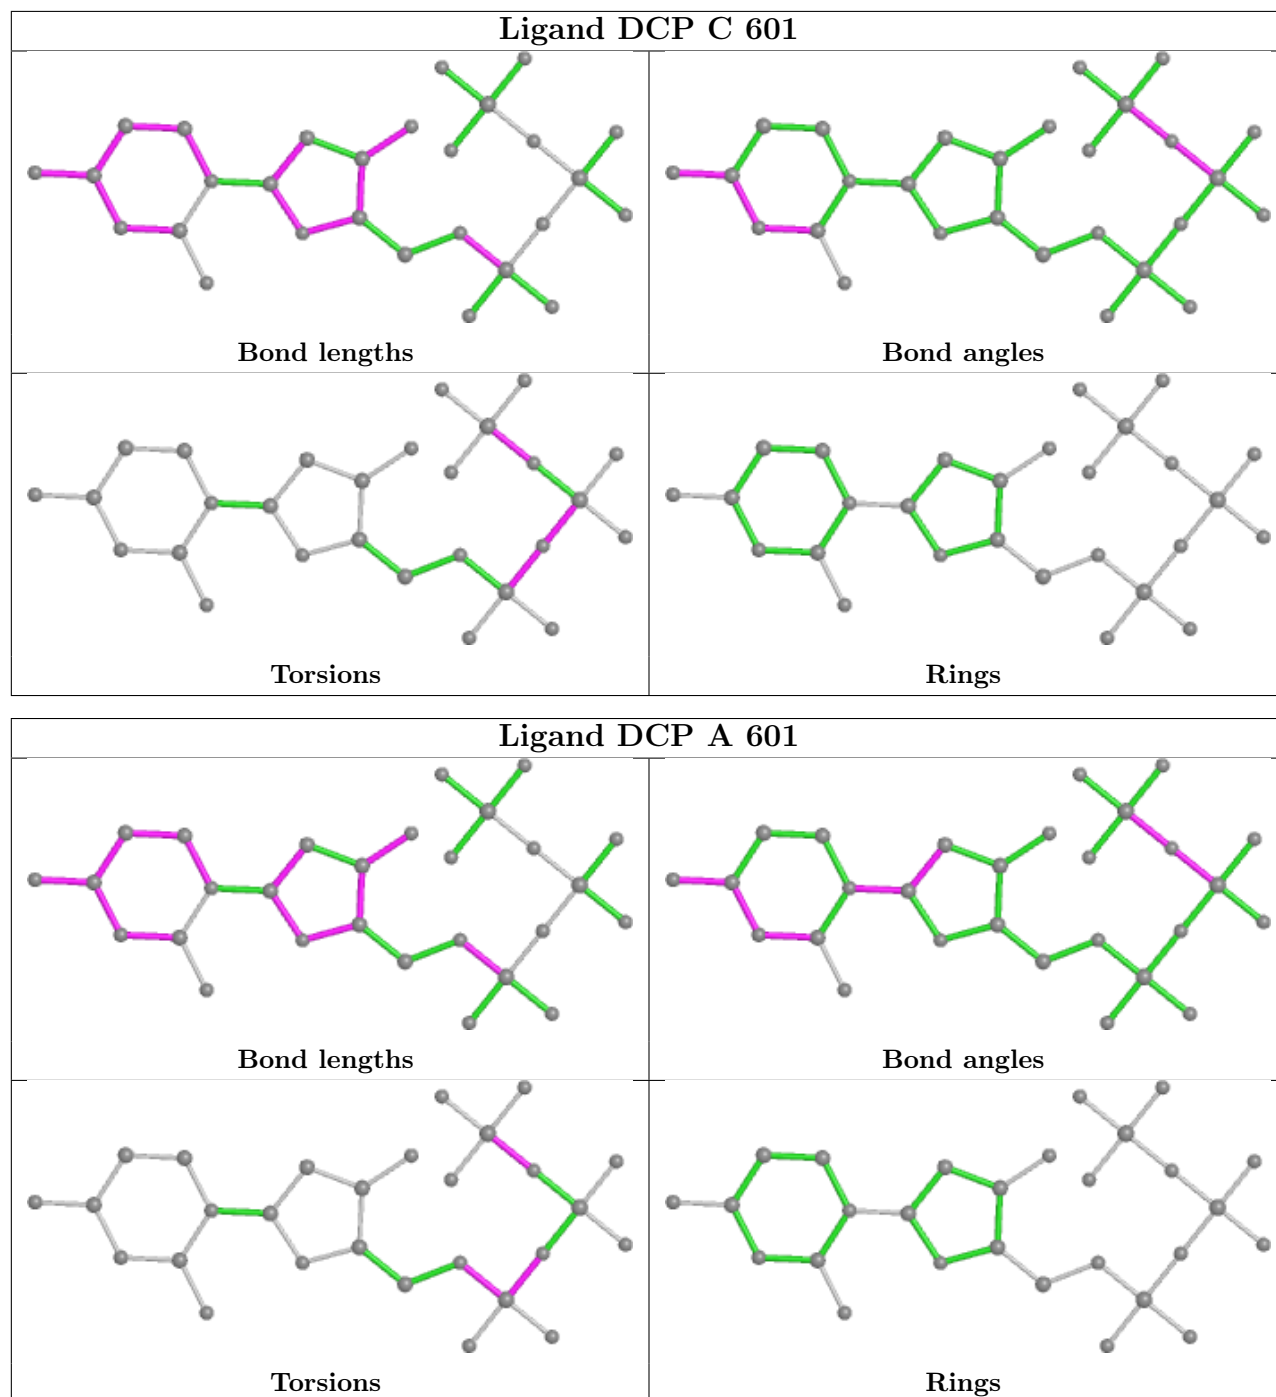 Ligand DCP C 601
Bond lengths
Bond angles
Torsions
Rings
Ligand DCP A 601
Bond lengths
Bond angles
Torsions
Rings